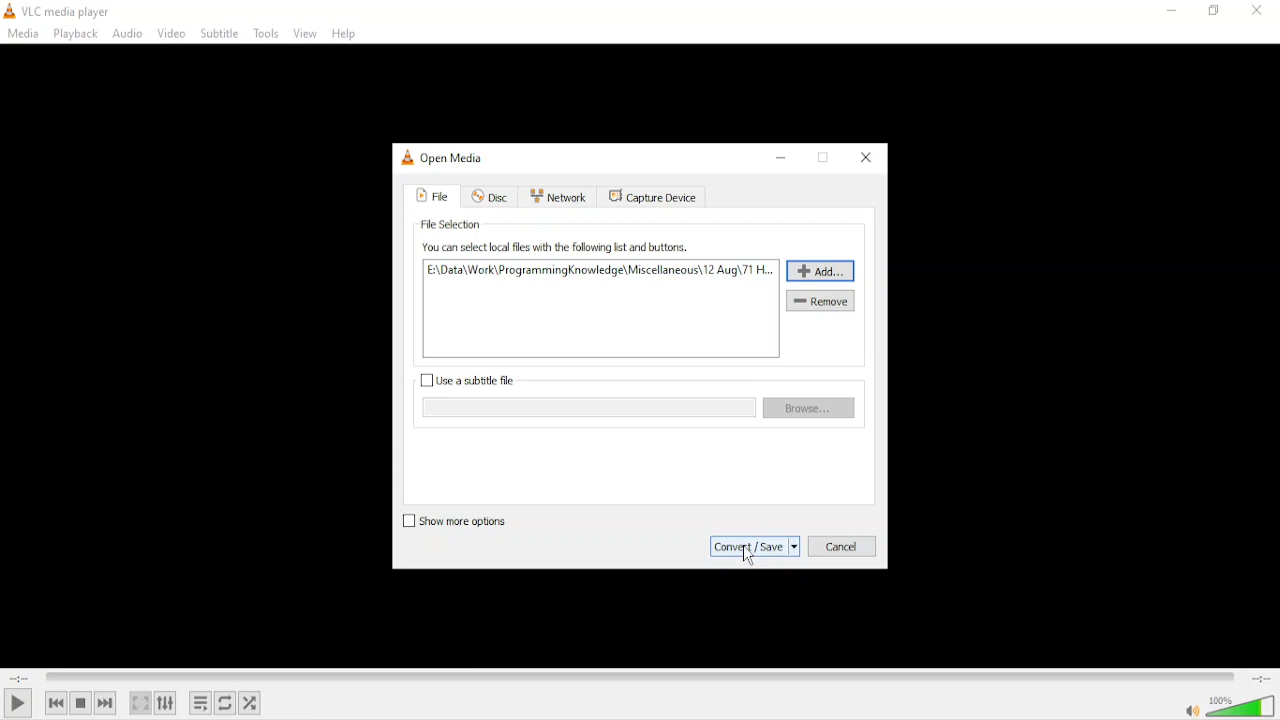 VLC media player
Media Playback Audio Video Subtitle Tools View Help
Open Media
File Disc Network Capture Device
File Selection
You can select local files with the following list and buttons.
E:\Data\Work\ProgrammingKnowledge\Miscellaneous\12 Aug\71 H...
Add...
Remove
Use a subtitle file
Browse...
Show more options
Convert / Save Cancel
--:-- --:--
100%